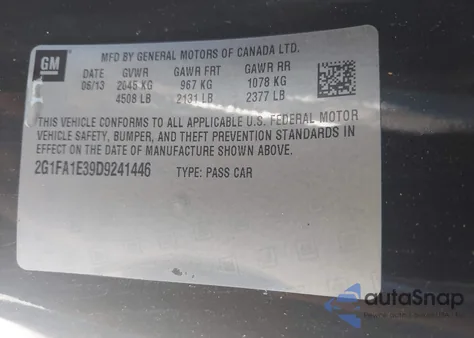 GM
MFD BY GENERAL MOTORS OF CANADA LTD.
DATE GVWR GAWR FRT GAWR RR
06/13 2045 KG 967 KG 1078 KG
4508 LB 2131 LB 2377 LB
THIS VEHICLE CONFORMS TO ALL APPLICABLE U.S. FEDERAL MOTOR
VEHICLE SAFETY, BUMPER, AND THEFT PREVENTION STANDARDS IN
EFFECT ON THE DATE OF MANUFACTURE SHOWN ABOVE.
2G1FA1E39D9241446 TYPE: PASS CAR
autaSnap